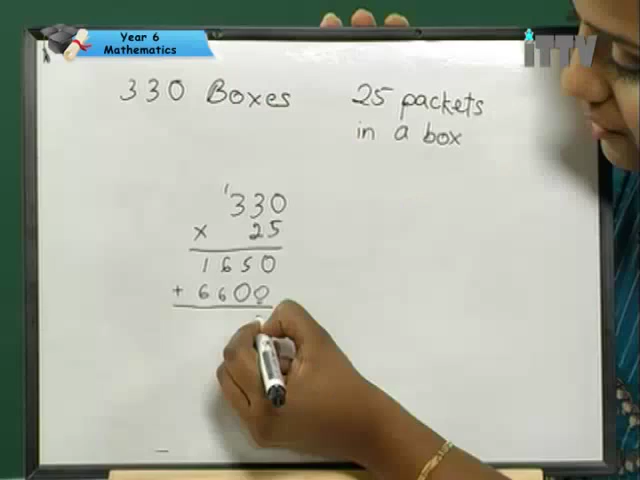 Year 6
Mathematics
iTTV
330 Boxes
25 packets
in a box
1
330
x 25
1650
+ 6600